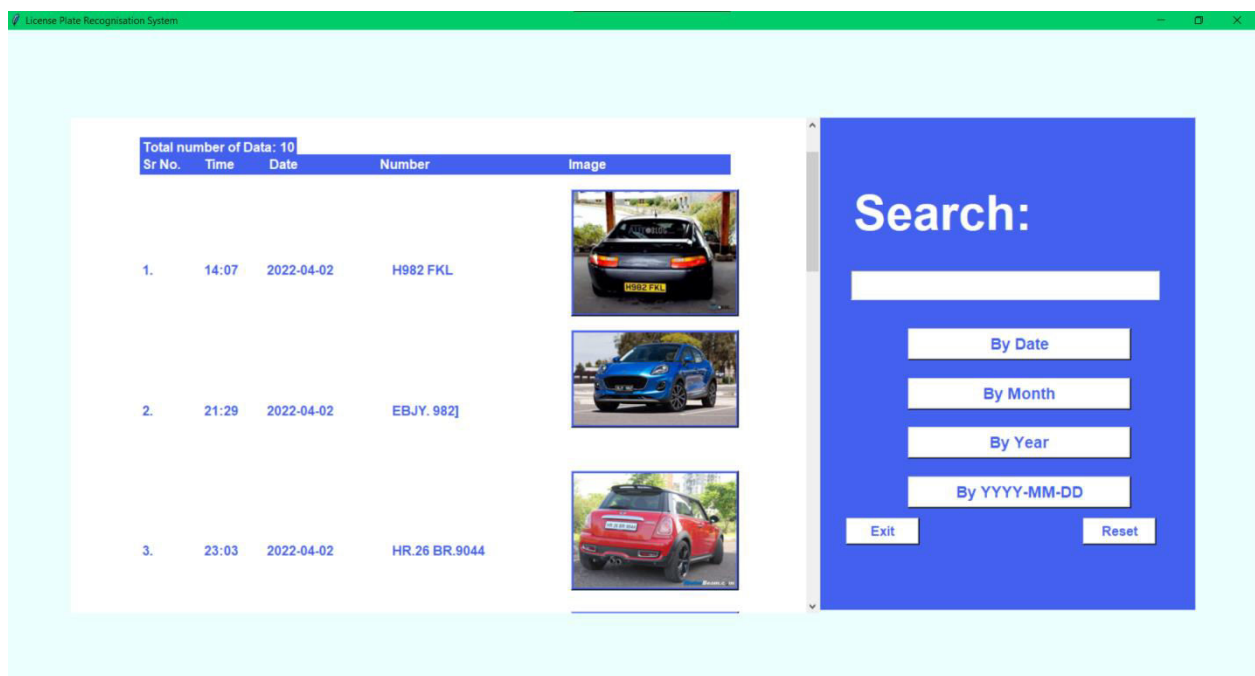 License Plate Recognisation System
Total number of Data: 10
Sr No. Time Date Number Image
H982 FKL
1. 14:07 2022-04-02 H982 FKL
2. 21:29 2022-04-02 EBJY. 982]
3. 23:03 2022-04-02 HR.26 BR.9044
Search:
By Date
By Month
By Year
By YYYY-MM-DD
Exit Reset